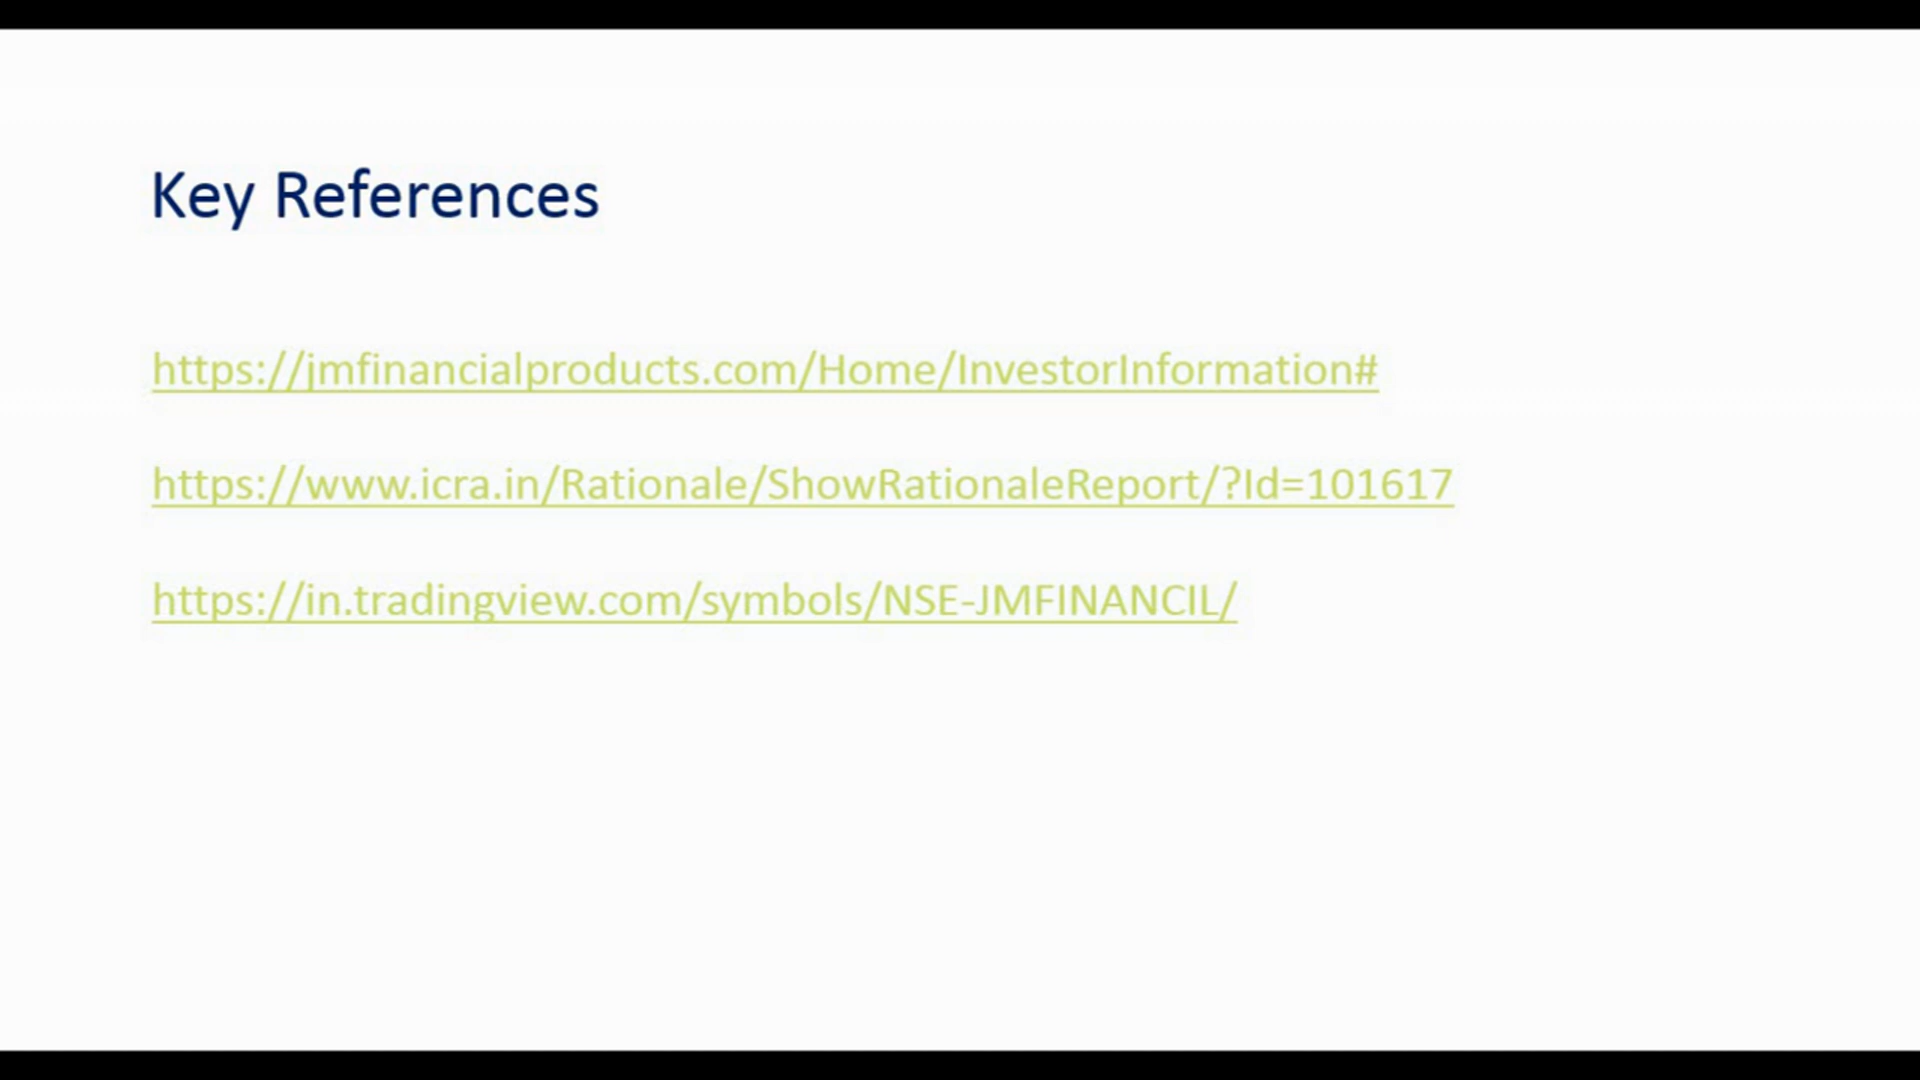 Key References
https://jmfinancialproducts.com/Home/InvestorInformation#
https://www.icra.in/Rationale/ShowRationaleReport/?Id=101617
https://in.tradingview.com/symbols/NSE-JMFINANCIL/